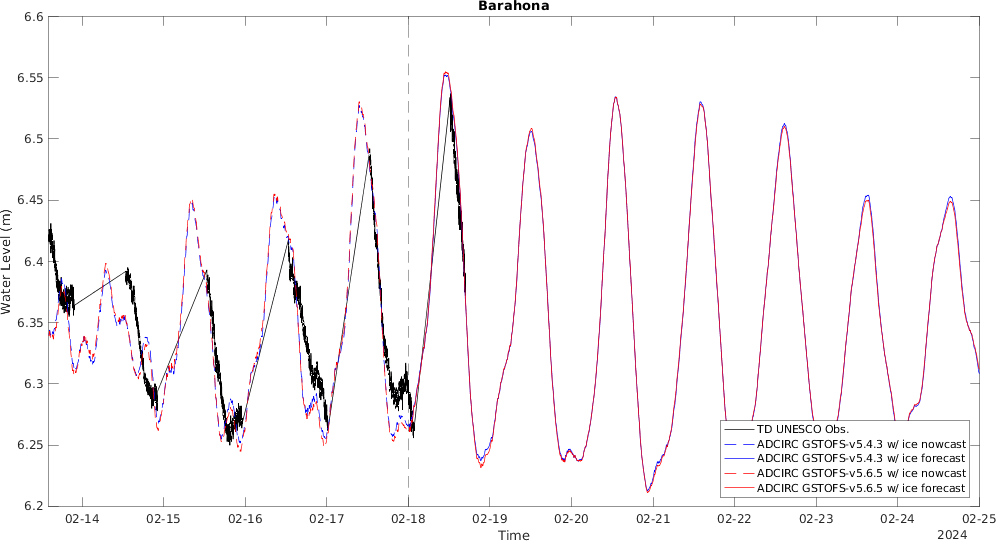 Barahona
6.6
6.55
6.5
6.45
6.4
6.35
6.3
6.25
6.2
Water Level (m)
TD UNESCO Obs.
ADCIRC GSTOFS-v5.4.3 w/ ice nowcast
ADCIRC GSTOFS-v5.4.3 w/ ice forecast
ADCIRC GSTOFS-v5.6.5 w/ ice nowcast
ADCIRC GSTOFS-v5.6.5 w/ ice forecast
02-14 02-15 02-16 02-17 02-18 02-19 02-20 02-21 02-22 02-23 02-24 02-25
Time
2024